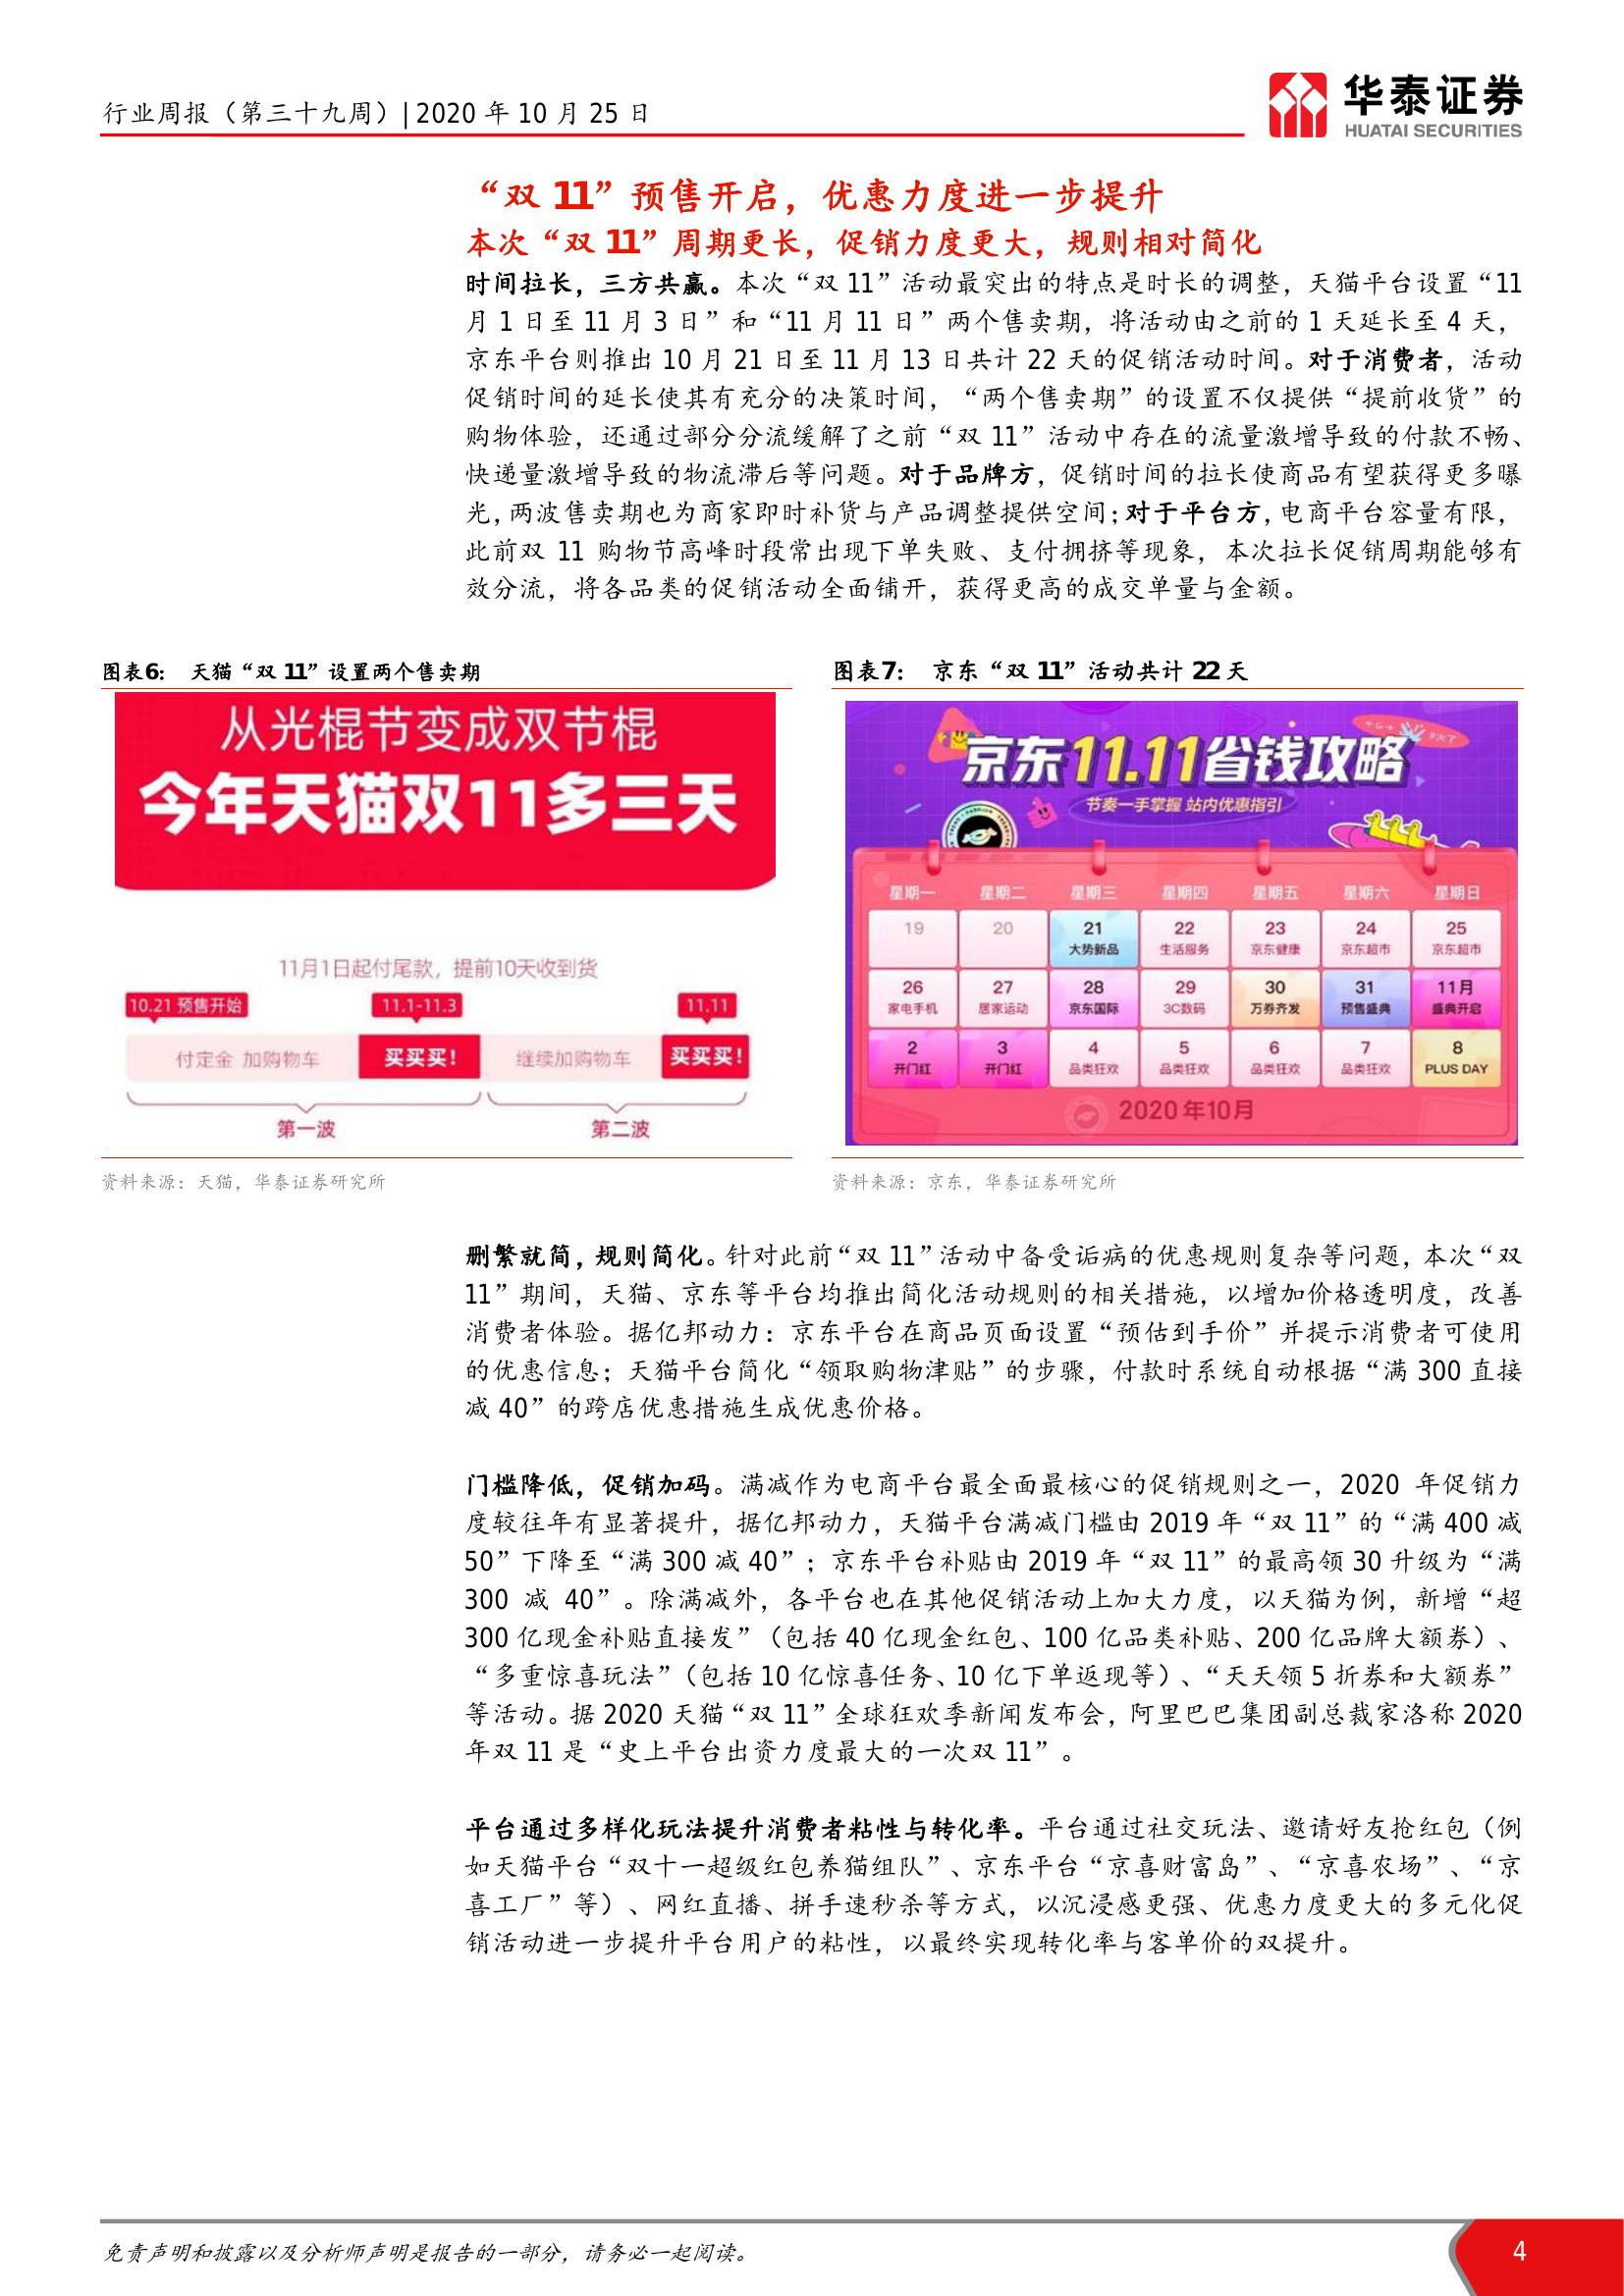 行业周报（第三十九周）| 2020 年 10 月 25 日
华泰证券
HUATAI SECURITIES
“双 11”预售开启，优惠力度进一步提升
本次“双 11”周期更长，促销力度更大，规则相对简化
时间拉长，三方共赢。本次“双 11”活动最突出的特点是时长的调整，天猫平台设置“11
月 1 日至 11 月 3 日”和“11 月 11 日”两个售卖期，将活动由之前的 1 天延长至 4 天，
京东平台则推出 10 月 21 日至 11 月 13 日共计 22 天的促销活动时间。对于消费者，活动
促销时间的延长使其有充分的决策时间，“两个售卖期”的设置不仅提供“提前收货”的
购物体验，还通过部分分流缓解了之前“双 11”活动中存在的流量激增导致的付款不畅、
快递量激增导致的物流滞后等问题。对于品牌方，促销时间的拉长使商品有望获得更多曝
光，两波售卖期也为商家即时补货与产品调整提供空间；对于平台方，电商平台容量有限，
此前双 11 购物节高峰时段常出现下单失败、支付拥挤等现象，本次拉长促销周期能够有
效分流，将各品类的促销活动全面铺开，获得更高的成交单量与金额。
图表6: 天猫“双 11”设置两个售卖期
从光棍节变成双节棍
今年天猫双11多三天
11月1日起付尾款，提前10天收到货
10.21 预售开始 11.1-11.3 11.11
付定金 加购物车 买买买！ 继续加购物车 买买买！
第一波 第二波
资料来源：天猫，华泰证券研究所
图表7: 京东“双 11”活动共计 22 天
京东11.11省钱攻略
节奏一手掌握 站内优惠指引
星期一 星期二 星期三 星期四 星期五 星期六 星期日
19 20 21 22 23 24 25
大势新品 生活服务 京东健康 京东超市 京东超市
26 27 28 29 30 31 11月
家电手机 居家运动 京东国际 3C数码 万券齐发 预售盛典 盛典开启
2 3 4 5 6 7 8
开门红 开门红 品类狂欢 品类狂欢 品类狂欢 品类狂欢 PLUS DAY
2020年10月
资料来源：京东，华泰证券研究所
删繁就简，规则简化。针对此前“双 11”活动中备受诟病的优惠规则复杂等问题，本次“双
11”期间，天猫、京东等平台均推出简化活动规则的相关措施，以增加价格透明度，改善
消费者体验。据亿邦动力：京东平台在商品页面设置“预估到手价”并提示消费者可使用
的优惠信息；天猫平台简化“领取购物津贴”的步骤，付款时系统自动根据“满 300 直接
减 40”的跨店优惠措施生成优惠价格。
门槛降低，促销加码。满减作为电商平台最全面最核心的促销规则之一，2020 年促销力
度较往年有显著提升，据亿邦动力，天猫平台满减门槛由 2019 年“双 11”的“满 400 减
50”下降至“满 300 减 40”；京东平台补贴由 2019 年“双 11”的最高领 30 升级为“满
300 减 40”。除满减外，各平台也在其他促销活动上加大力度，以天猫为例，新增“超
300 亿现金补贴直接发”（包括 40 亿现金红包、100 亿品类补贴、200 亿品牌大额券）、
“多重惊喜玩法”（包括 10 亿惊喜任务、10 亿下单返现等）、“天天领 5 折券和大额券”
等活动。据 2020 天猫“双 11”全球狂欢季新闻发布会，阿里巴巴集团副总裁家洛称 2020
年双 11 是“史上平台出资力度最大的一次双 11”。
平台通过多样化玩法提升消费者粘性与转化率。平台通过社交玩法、邀请好友抢红包（例
如天猫平台“双十一超级红包养猫组队”、京东平台“京喜财富岛”、“京喜农场”、“京
喜工厂”等）、网红直播、拼手速秒杀等方式，以沉浸感更强、优惠力度更大的多元化促
销活动进一步提升平台用户的粘性，以最终实现转化率与客单价的双提升。
免责声明和披露以及分析师声明是报告的一部分，请务必一起阅读。
4